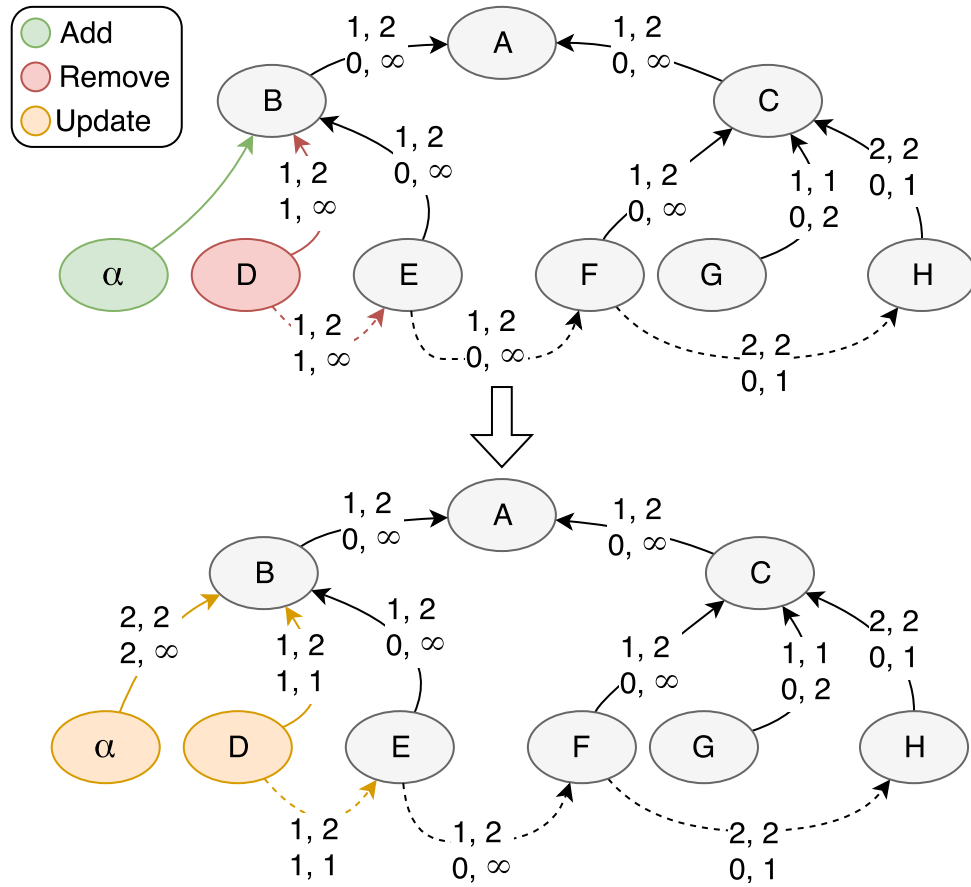 Add
Remove
Update
A
1, 2
0, ∞
1, 2
0, ∞
B
C
1, 2
1, ∞
1, 2
0, ∞
1, 2
0, ∞
1, 1
0, 2
2, 2
0, 1
α
D
E
F
G
H
1, 2
1, ∞
1, 2
0, ∞
2, 2
0, 1
A
1, 2
0, ∞
1, 2
0, ∞
B
C
2, 2
2, ∞
1, 2
1, 1
1, 2
0, ∞
1, 2
0, ∞
1, 1
0, 2
2, 2
0, 1
α
D
E
F
G
H
1, 2
1, 1
1, 2
0, ∞
2, 2
0, 1